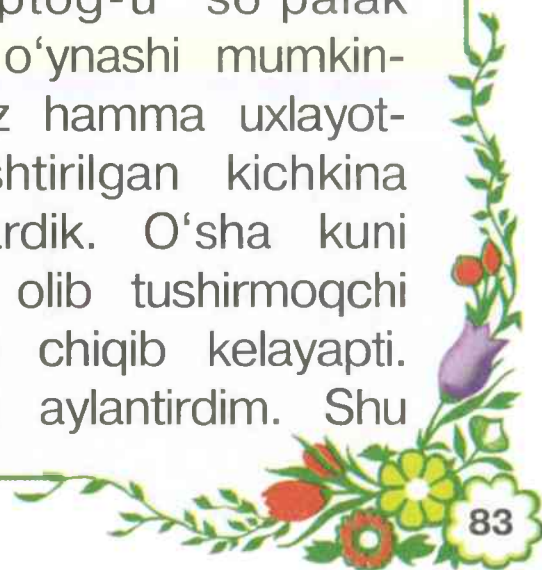 o‘ynashi mumkin-
z hamma uxlayot-
shtirilgan kichkina
rdik. O‘sha kuni
olib tushirmoqchi
chiqib kelayapti.
aylantirdim. Shu
83